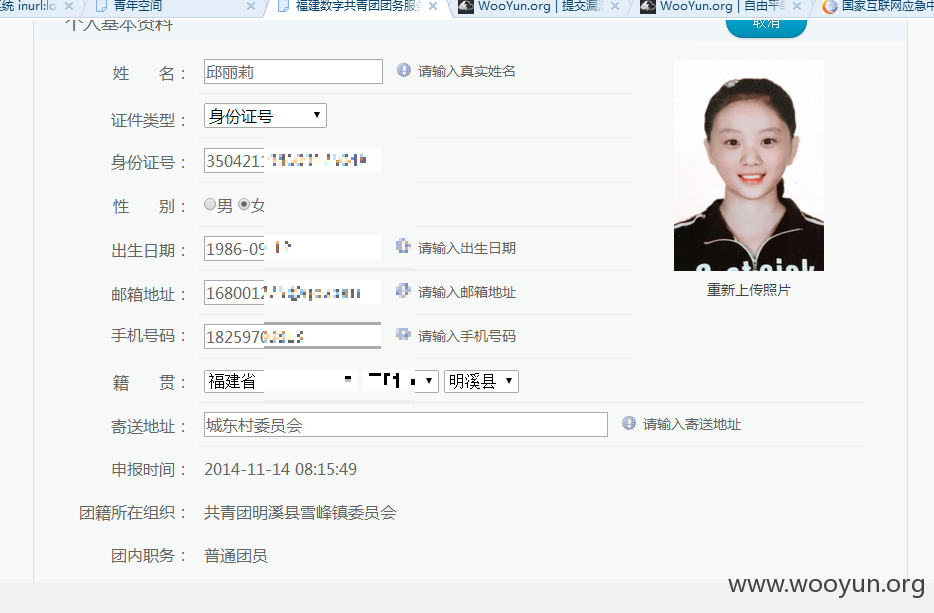 系统 inurl:lo
青年空间
福建数字共青团团务服
WooYun.org | 提交漏
WooYun.org | 自由平
国家互联网应急中
个人基本资料
取消
姓 名： 邱丽莉 请输入真实姓名
证件类型： 身份证号
身份证号： 3504211
性 别： 男 女
出生日期： 1986-09 请输入出生日期
邮箱地址： 1680012 请输入邮箱地址
重新上传照片
手机号码： 1825970 请输入手机号码
籍 贯： 福建省 明溪县
寄送地址： 城东村委员会 请输入寄送地址
申报时间： 2014-11-14 08:15:49
团籍所在组织： 共青团明溪县雪峰镇委员会
团内职务： 普通团员
www.wooyun.org